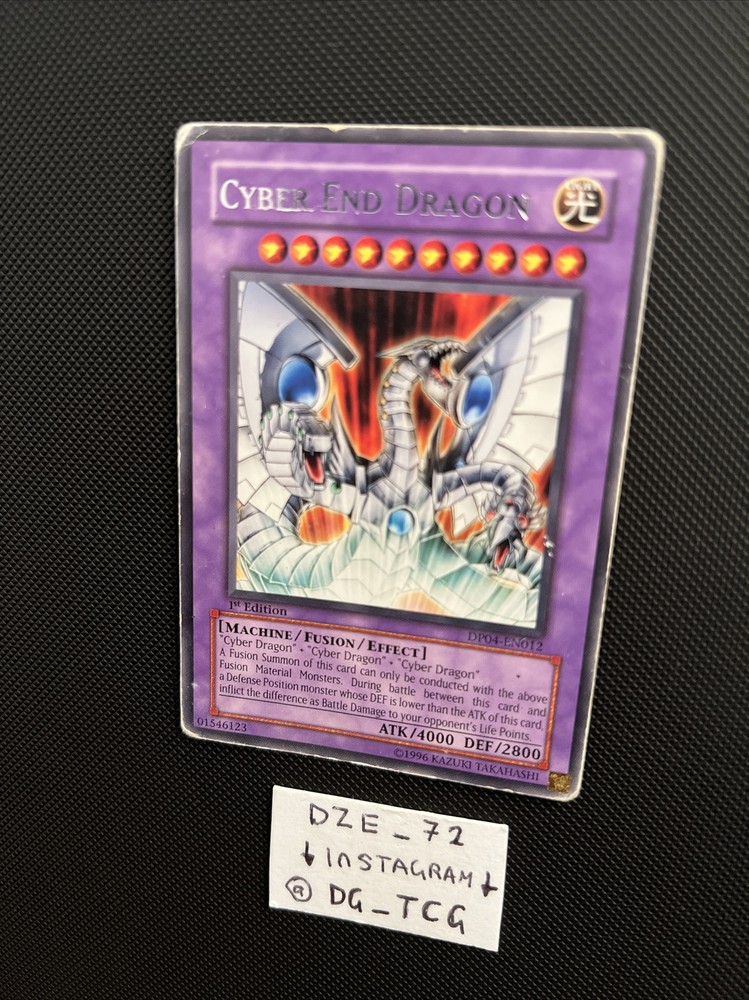 CYBER END DRAGON
LIGHT
光
1st Edition
DP04-EN012
[MACHINE/FUSION/EFFECT]
"Cyber Dragon" · "Cyber Dragon" · "Cyber Dragon"
A Fusion Summon of this card can only be conducted with the above
Fusion Material Monsters. During battle between this card and
a Defense Position monster whose DEF is lower than the ATK of this card,
inflict the difference as Battle Damage to your opponent's Life Points.
ATK/4000 DEF/2800
01546123
©1996 KAZUKI TAKAHASHI
DZE_72
↓ InSTAGRAM ↓
@ DG_TCG